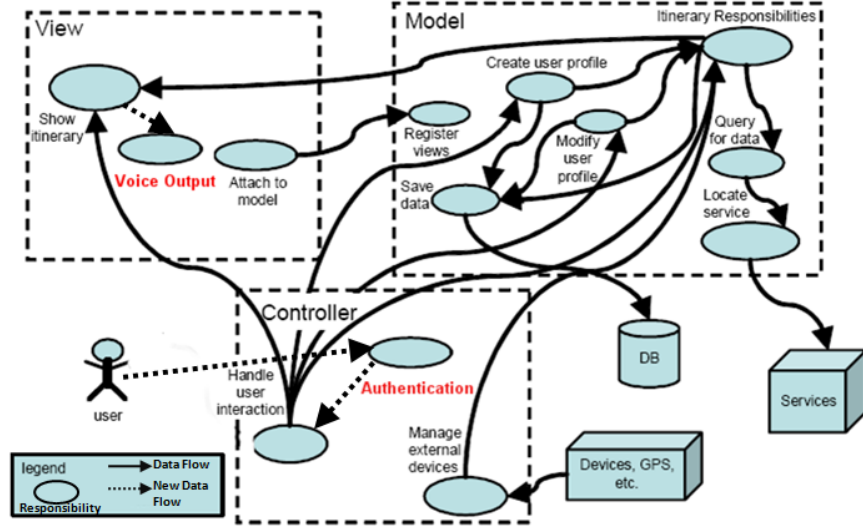 View
Show
itinerary
Voice Output
Attach to
model
Model
Itinerary Responsibilities
Create user profile
Register
views
Modify
user
profile
Query
for data
Save
data
Locate
service
Controller
Handle
user
interaction
Authentication
Manage
external
devices
user
DB
Services
Devices, GPS,
etc.
legend
Data Flow
New Data
Flow
Responsibility